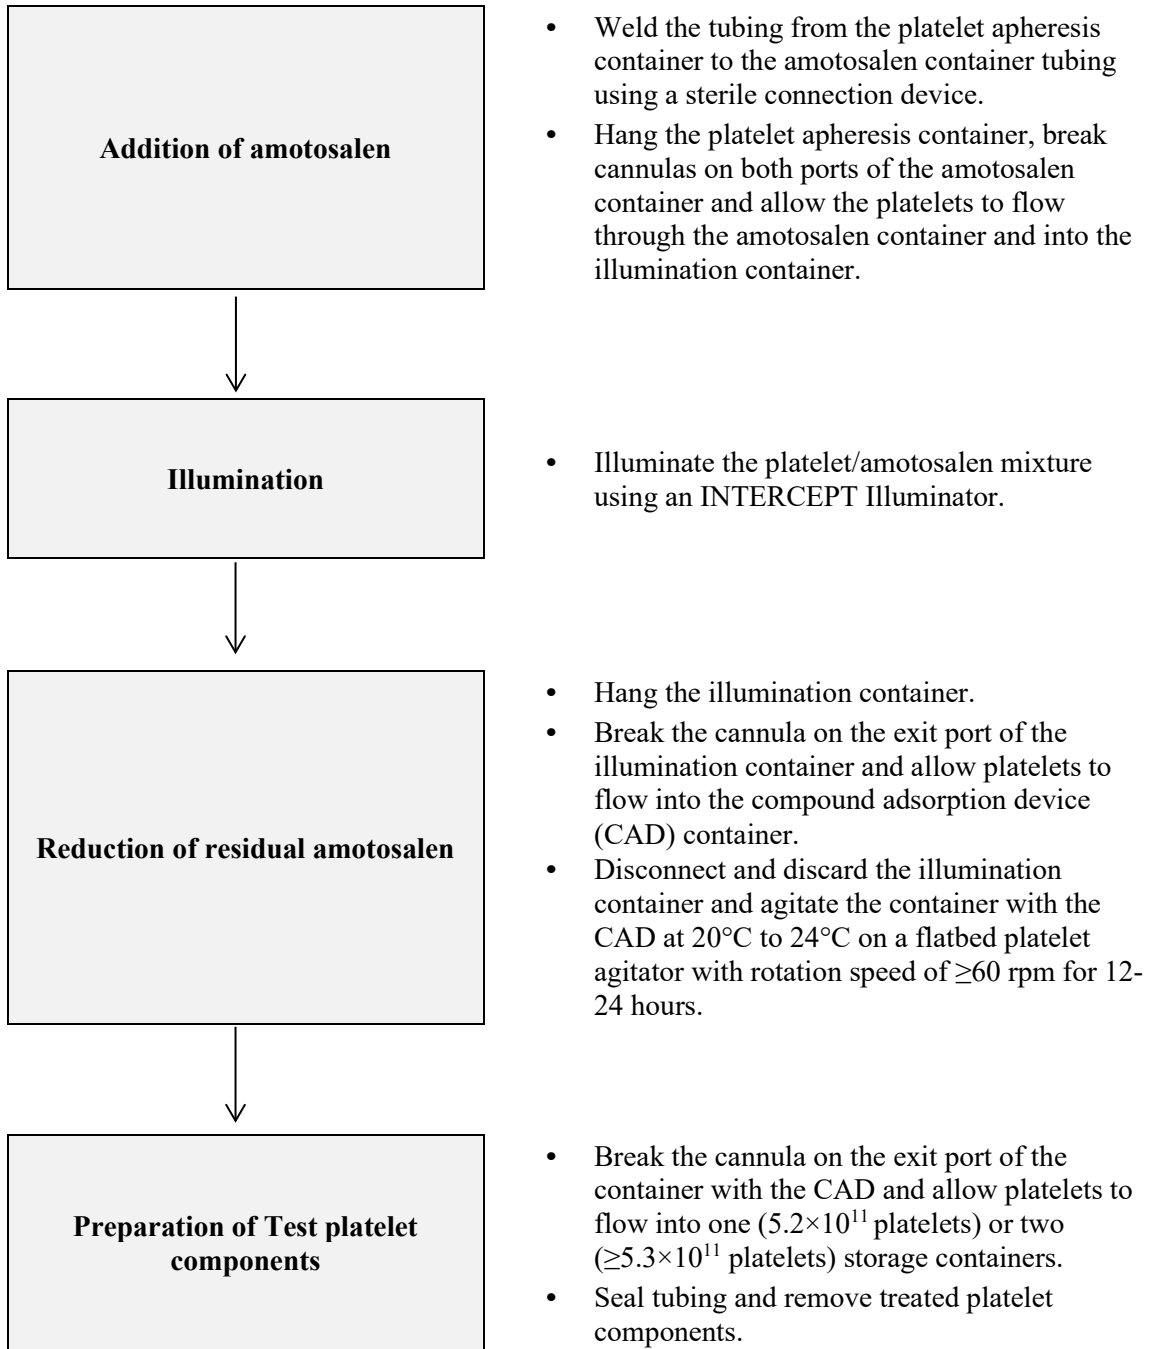 Addition of amotosalen
• Weld the tubing from the platelet apheresis
container to the amotosalen container tubing
using a sterile connection device.
• Hang the platelet apheresis container, break
cannulas on both ports of the amotosalen
container and allow the platelets to flow
through the amotosalen container and into the
illumination container.
Illumination
• Illuminate the platelet/amotosalen mixture
using an INTERCEPT Illuminator.
Reduction of residual amotosalen
• Hang the illumination container.
• Break the cannula on the exit port of the
illumination container and allow platelets to
flow into the compound adsorption device
(CAD) container.
• Disconnect and discard the illumination
container and agitate the container with the
CAD at 20°C to 24°C on a flatbed platelet
agitator with rotation speed of ≥60 rpm for 12-
24 hours.
Preparation of Test platelet
components
• Break the cannula on the exit port of the
container with the CAD and allow platelets to
flow into one (5.2×10¹¹ platelets) or two
(≥5.3×10¹¹ platelets) storage containers.
• Seal tubing and remove treated platelet
components.